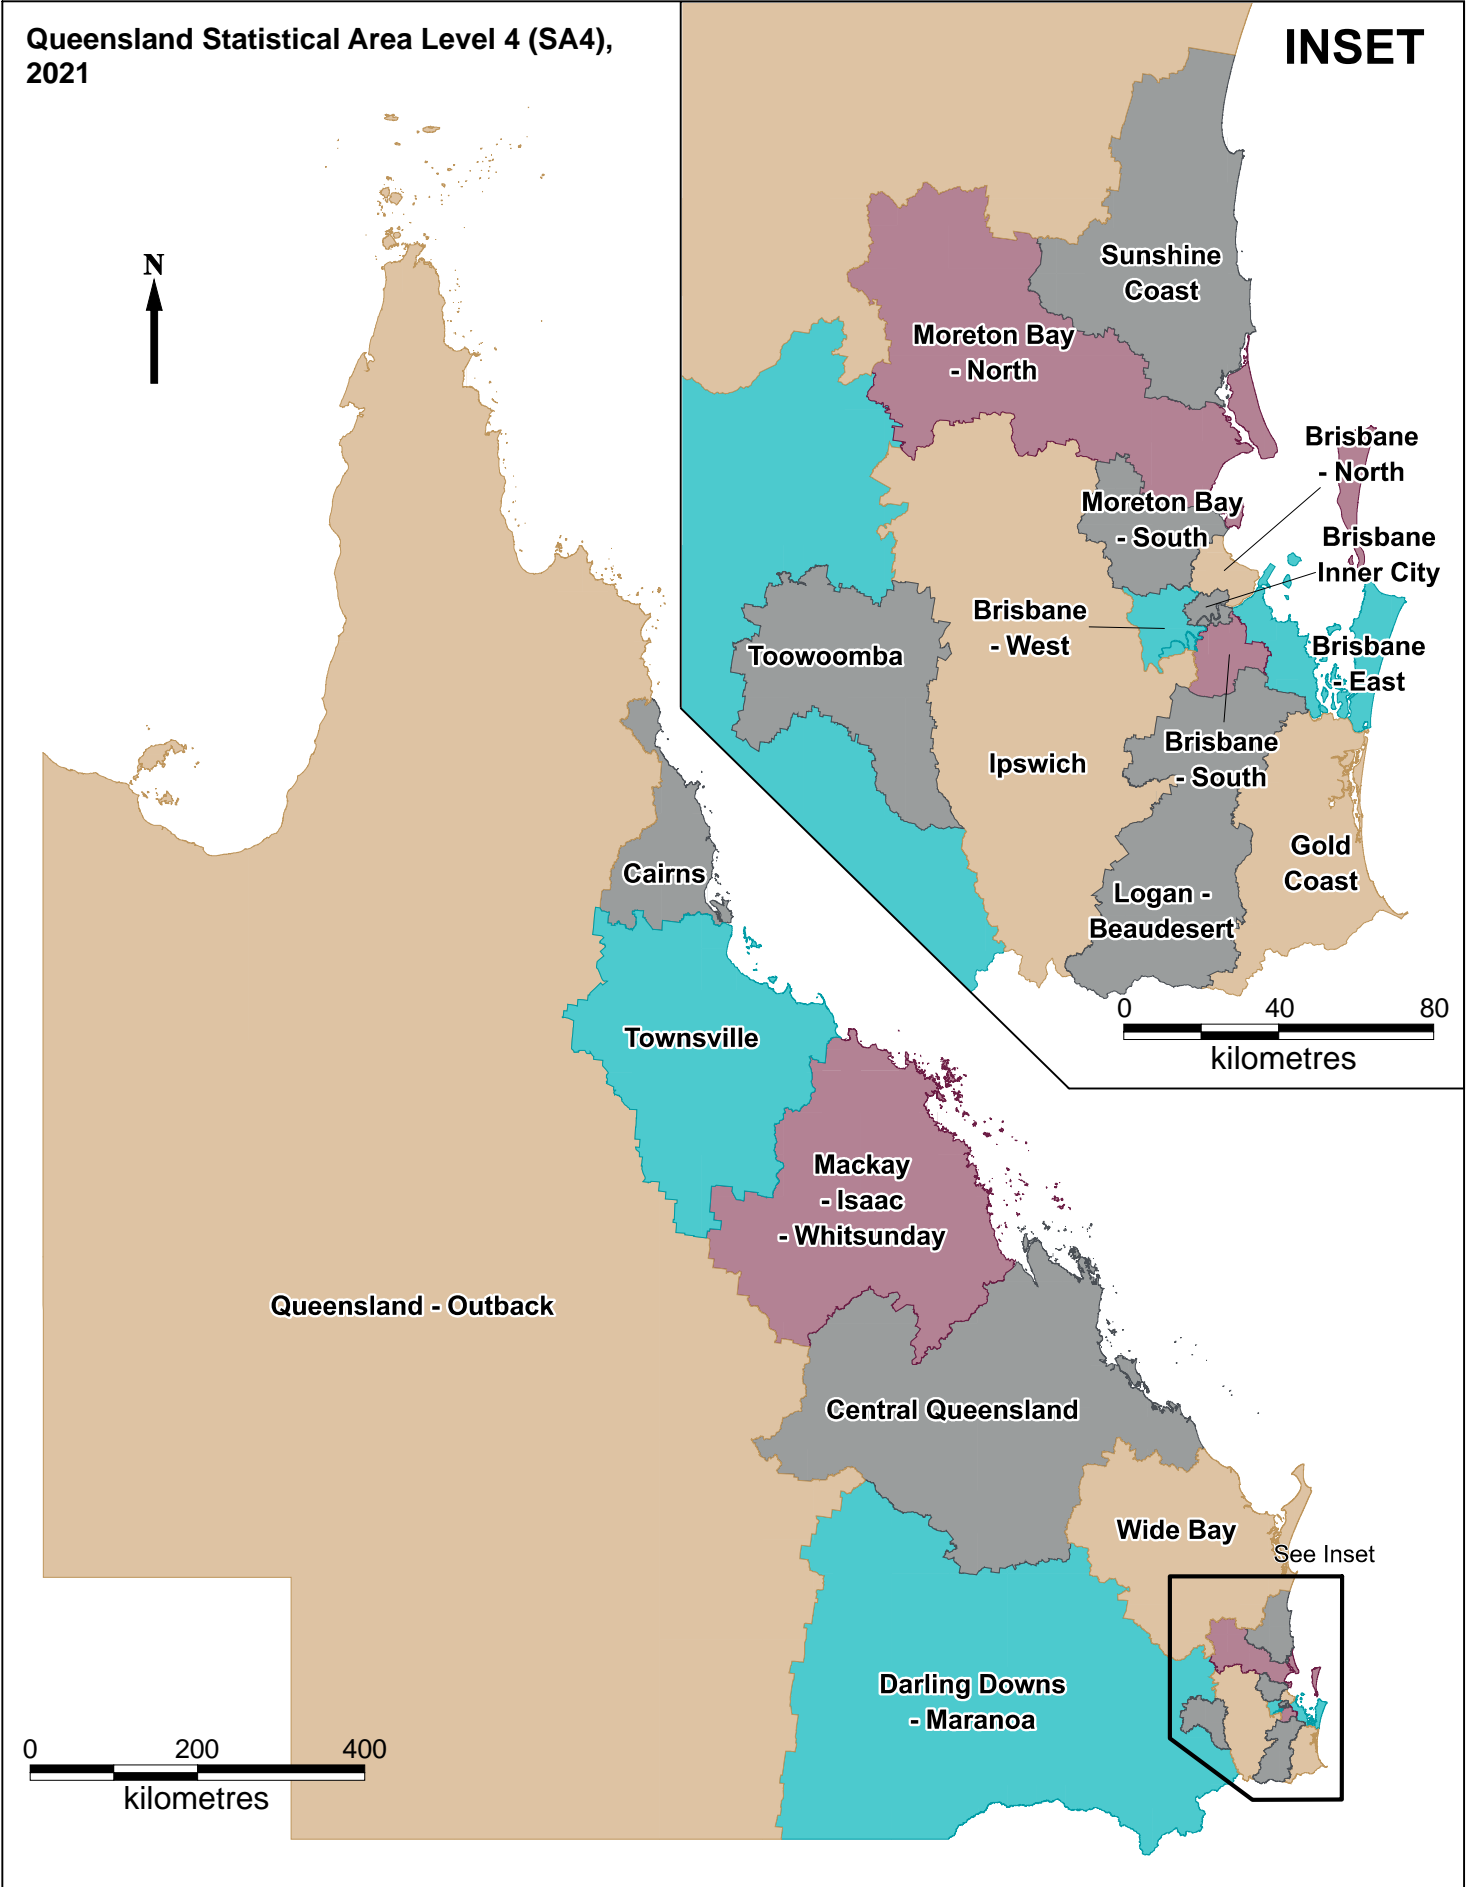 Queensland Statistical Area Level 4 (SA4),
2021
INSET
N
Sunshine
Coast
Moreton Bay
- North
Brisbane
- North
Moreton Bay
- South
Brisbane
Inner City
Brisbane
- West
Toowoomba
Brisbane
- East
Brisbane
- South
Ipswich
Gold
Coast
Logan -
Beaudesert
0 40 80
kilometres
Cairns
Townsville
Mackay
- Isaac
- Whitsunday
Queensland - Outback
Central Queensland
Wide Bay
See Inset
Darling Downs
- Maranoa
0 200 400
kilometres